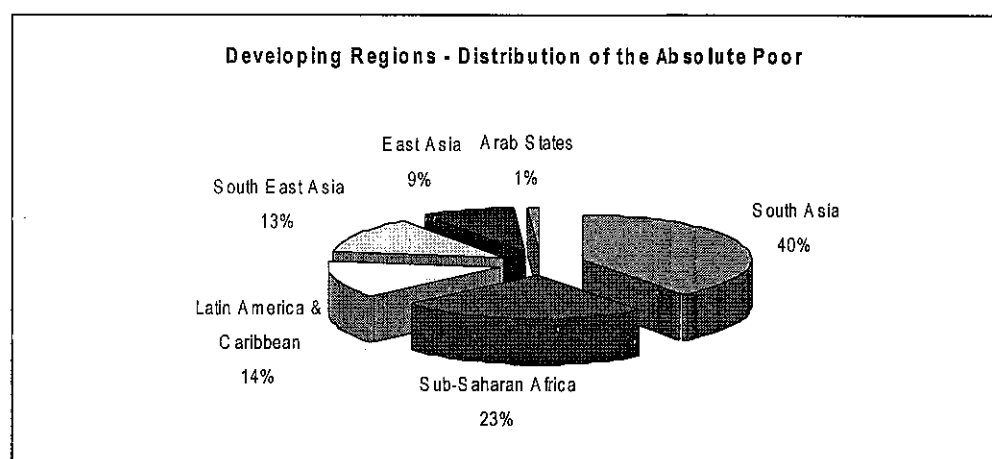 Developing Regions - Distribution of the Absolute Poor
East Asia
9%
Arab States
1%
South East Asia
13%
South Asia
40%
Latin America &
Caribbean
14%
Sub-Saharan Africa
23%